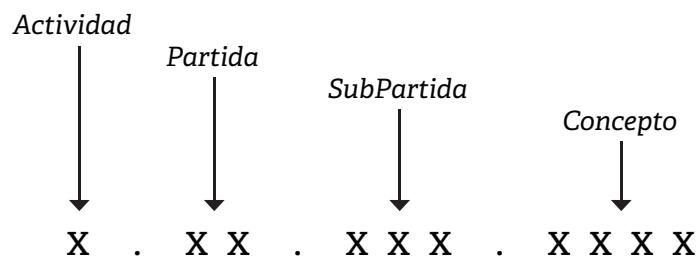 Actividad
Partida
SubPartida
Concepto
X . X X . X X X . X X X X